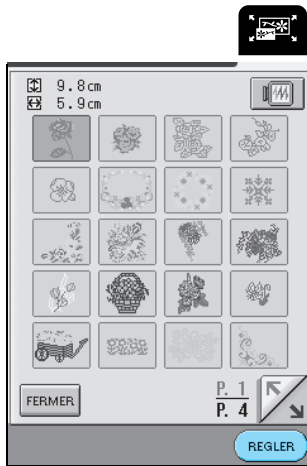 9.8cm
5.9cm
FERMER
P. 1
P. 4
REGLER